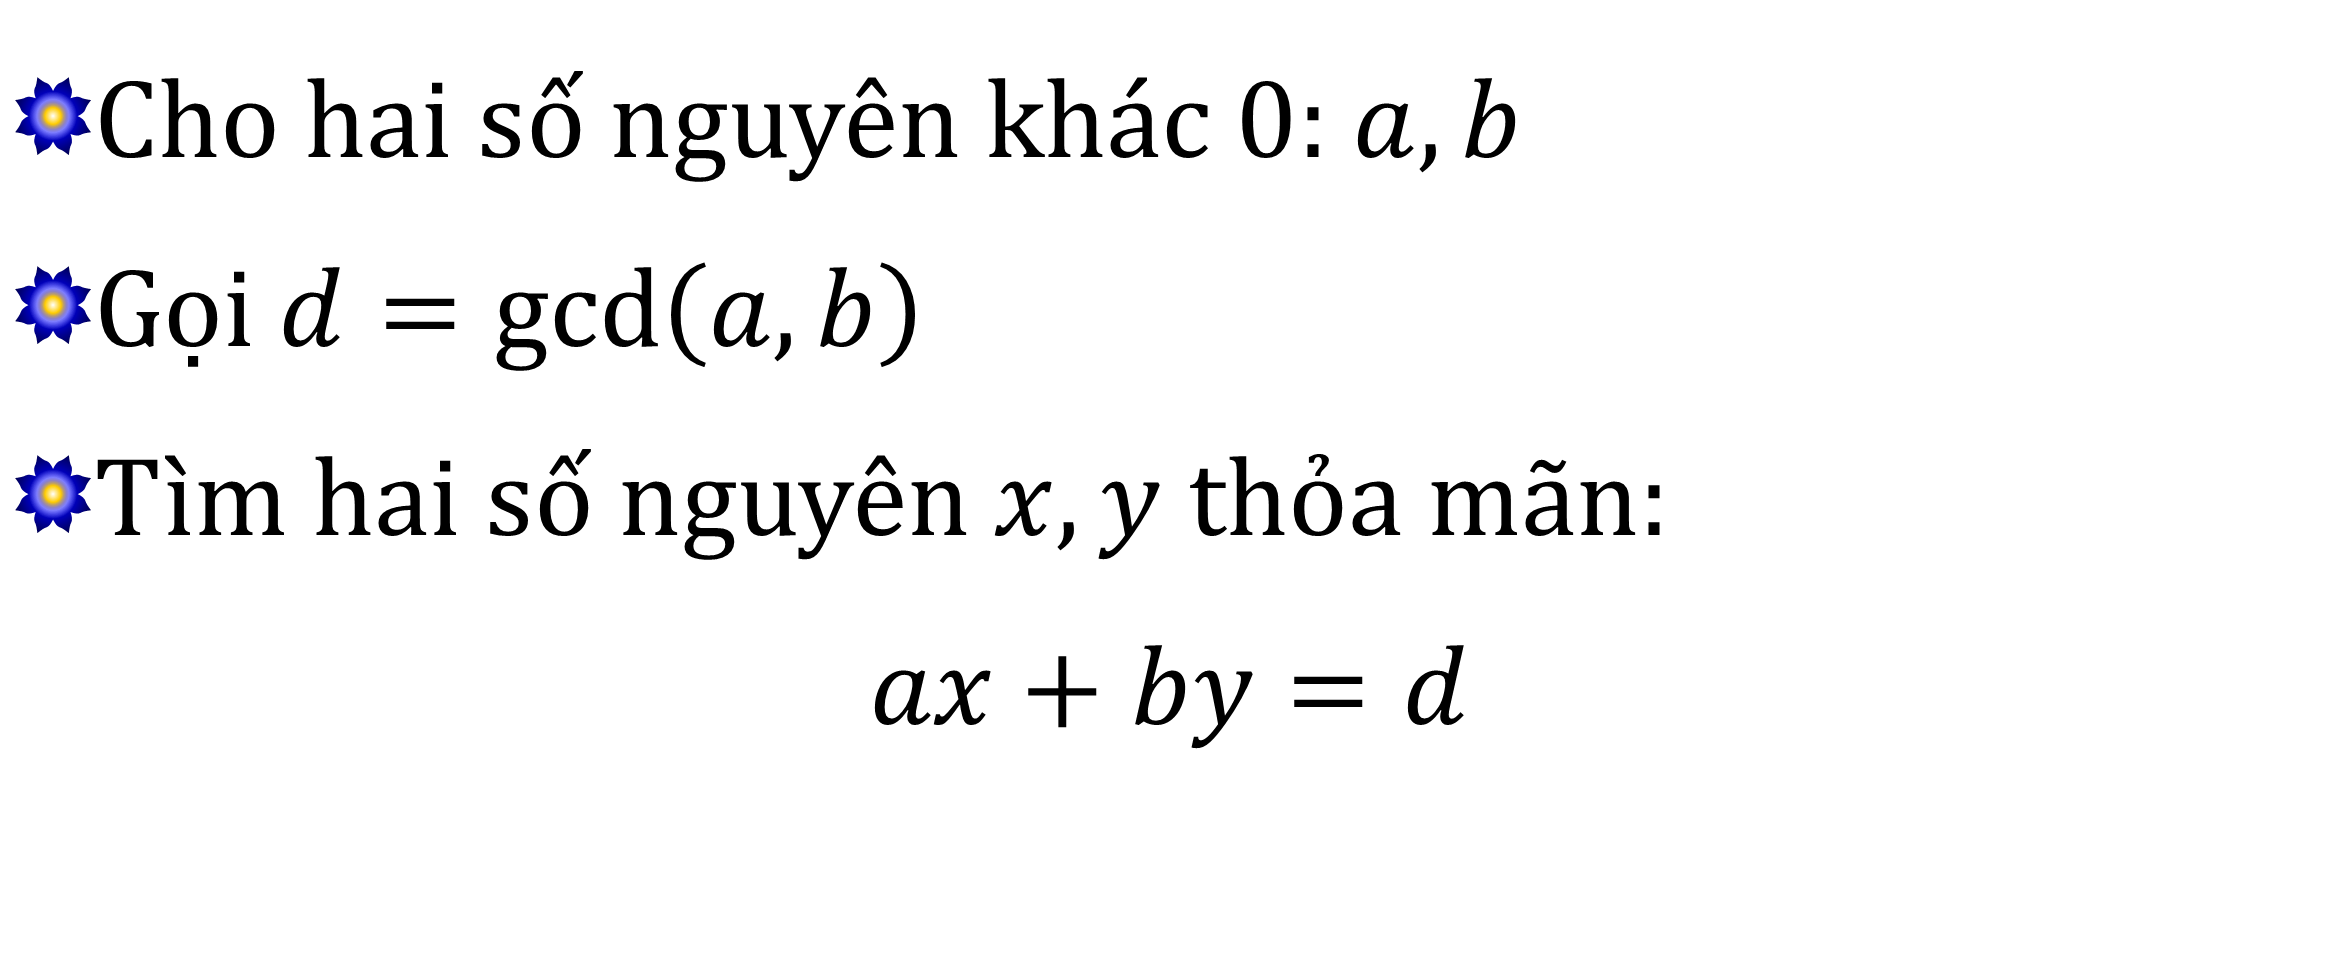 Cho hai số nguyên khác 0: a, b
Gọi d = gcd(a, b)
Tìm hai số nguyên x, y thỏa mãn:
ax + by = d